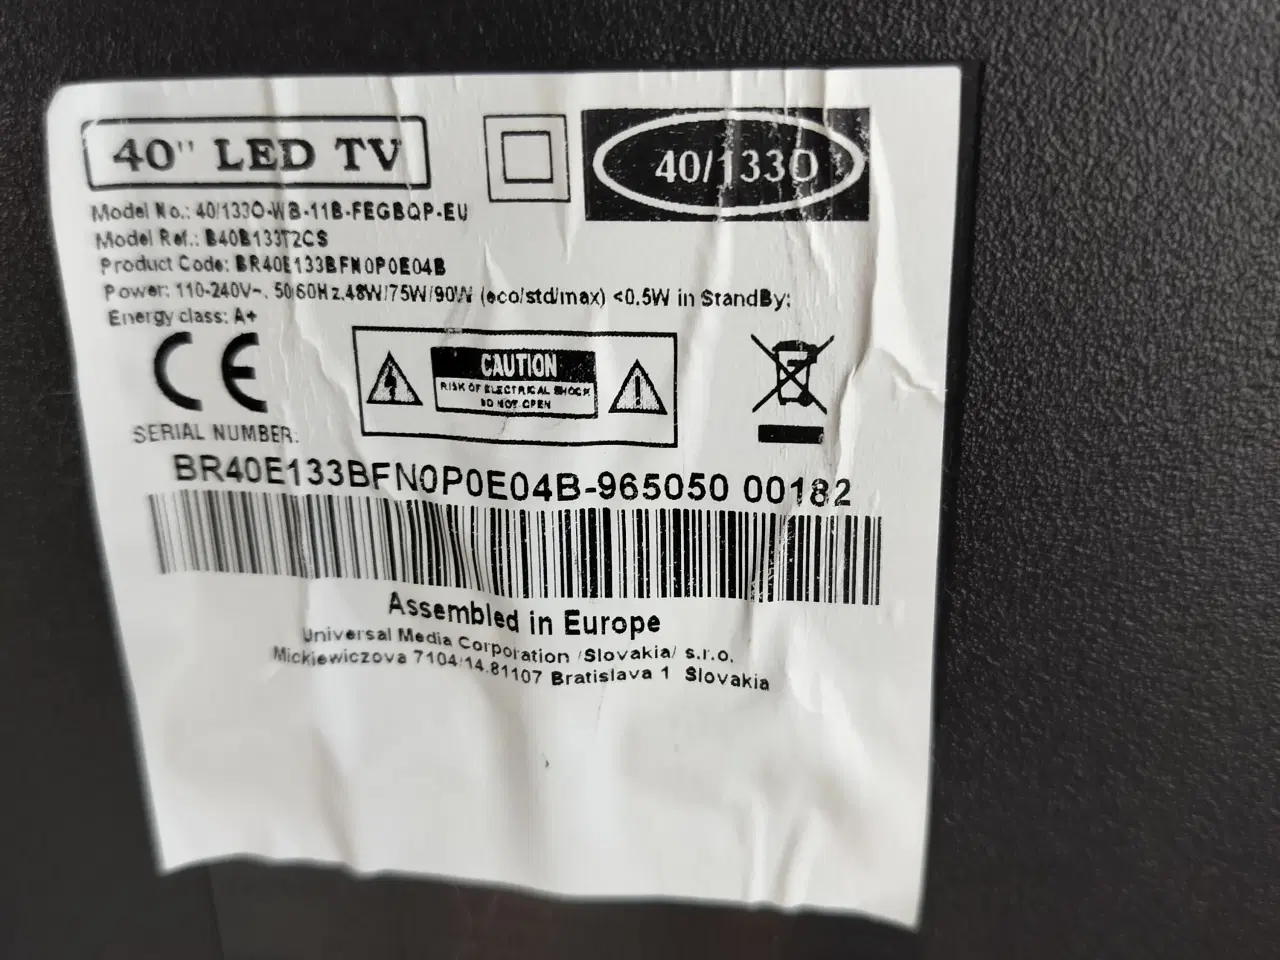 40" LED TV
40/133O
Model No.: 40/133O-WB-11B-FEGBQP-EU
Model Ref.: B40B133T2CS
Product Code: BR40E133BFN0P0E04B
Power: 110-240V~, 50/60Hz,48W/75W/90W (eco/std/max) <0.5W in StandBy;
Energy class: A+
CE
CAUTION
RISK OF ELECTRICAL SHOCK
DO NOT OPEN
SERIAL NUMBER:
BR40E133BFN0P0E04B-965050 00182
Assembled in Europe
Universal Media Corporation /Slovakia/ s.r.o.
Mickiewiczova 7104/14,81107 Bratislava 1 Slovakia